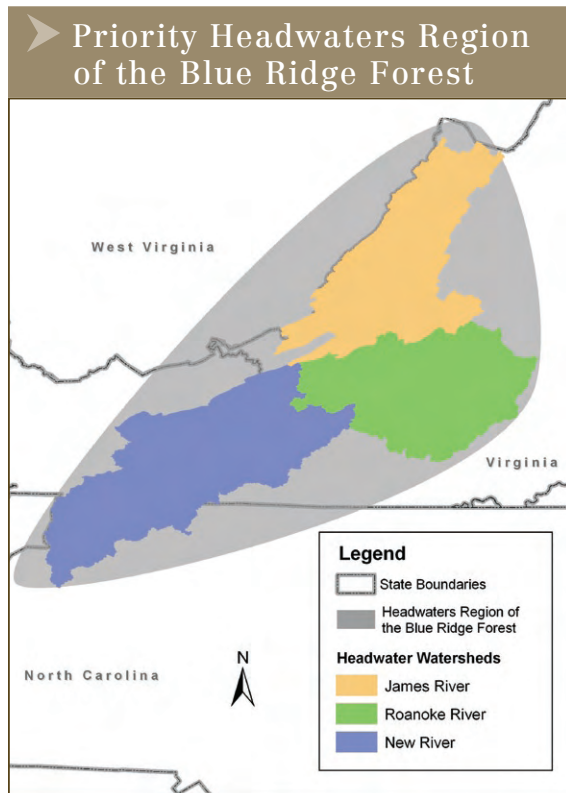 Priority Headwaters Region
of the Blue Ridge Forest
West Virginia
Virginia
North Carolina
N
Legend
State Boundaries
Headwaters Region of
the Blue Ridge Forest
Headwater Watersheds
James River
Roanoke River
New River